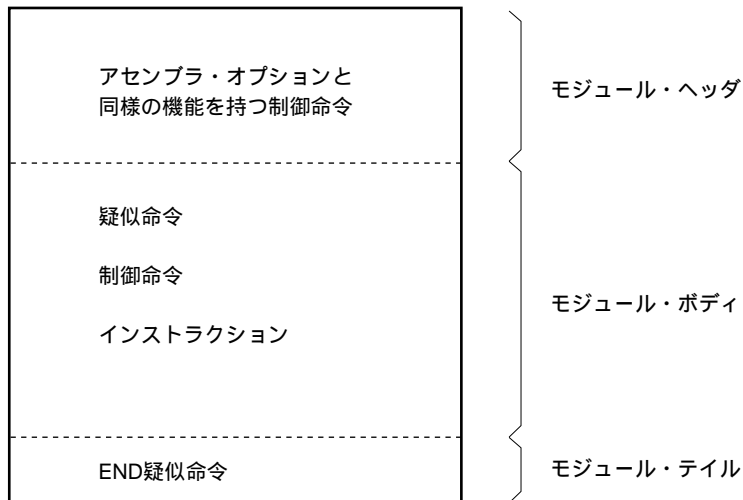 アセンブラ・オプションと
同様の機能を持つ制御命令
モジュール・ヘッダ
疑似命令
制御命令
インストラクション
モジュール・ボディ
END疑似命令
モジュール・テイル